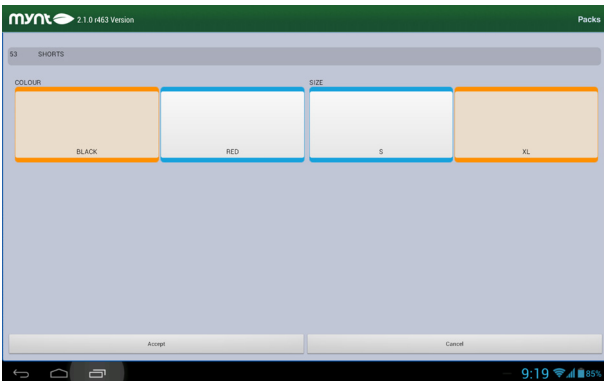 mynt 2.1.0 r463 Version Packs
53 SHORTS
COLOUR SIZE
BLACK RED S XL
Accept Cancel
9:19 85%